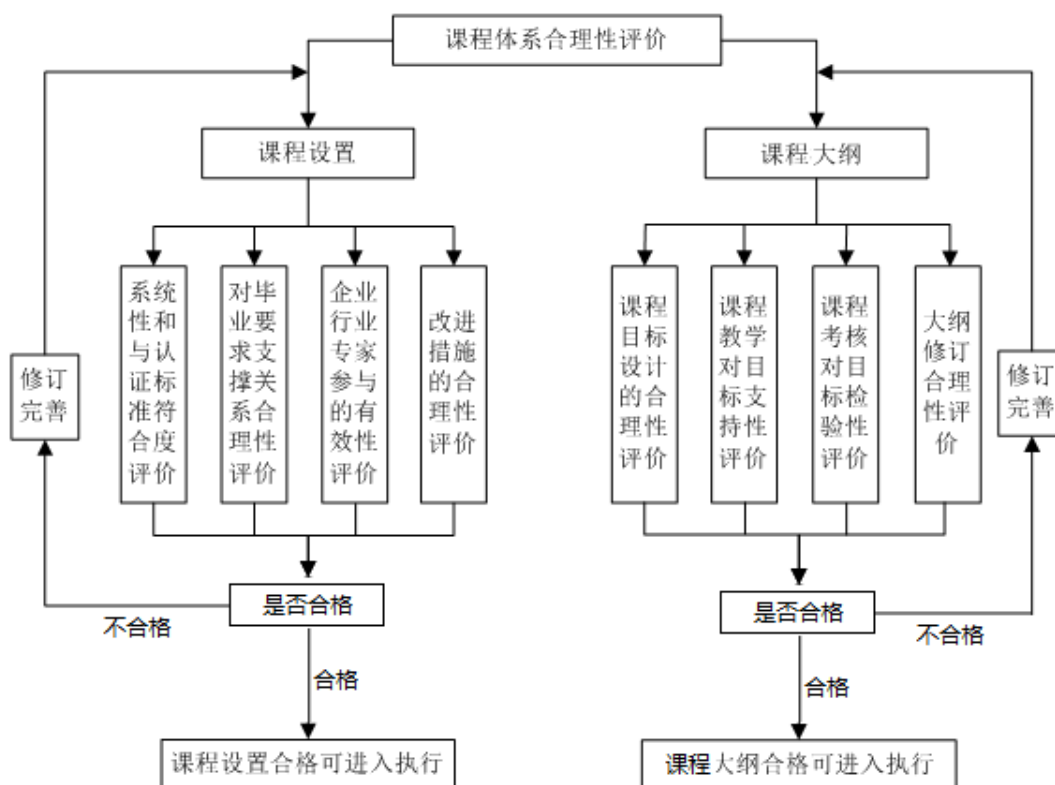 课程体系合理性评价
课程设置
课程大纲
系统
性和
与认
证标
准符
合度
评价
对毕
业要
求支
撑关
系合
理性
评价
企业
行业
专家
参与
的有
效性
评价
改进
措施
的合
理性
评价
课程
目标
设计
的合
理性
评价
课程
教学
对目
标支
持性
评价
课程
考核
对目
标检
验性
评价
大纲
修订
合理
性评
价
修订
完善
修订
完善
是否合格
是否合格
不合格
不合格
合格
合格
课程设置合格可进入执行
课程大纲合格可进入执行